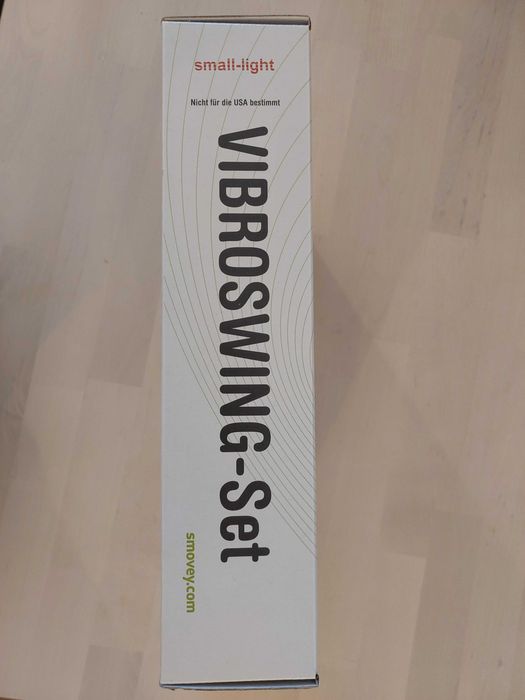 small-light
Nicht für die USA bestimmt
VIBROSWING-Set
smovey.com